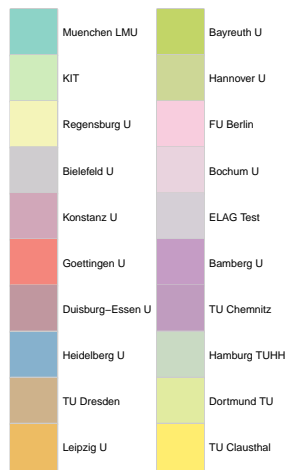 Muenchen LMU
KIT
Regensburg U
Bielefeld U
Konstanz U
Goettingen U
Duisburg−Essen U
Heidelberg U
TU Dresden
Leipzig U
Bayreuth U
Hannover U
FU Berlin
Bochum U
ELAG Test
Bamberg U
TU Chemnitz
Hamburg TUHH
Dortmund TU
TU Clausthal